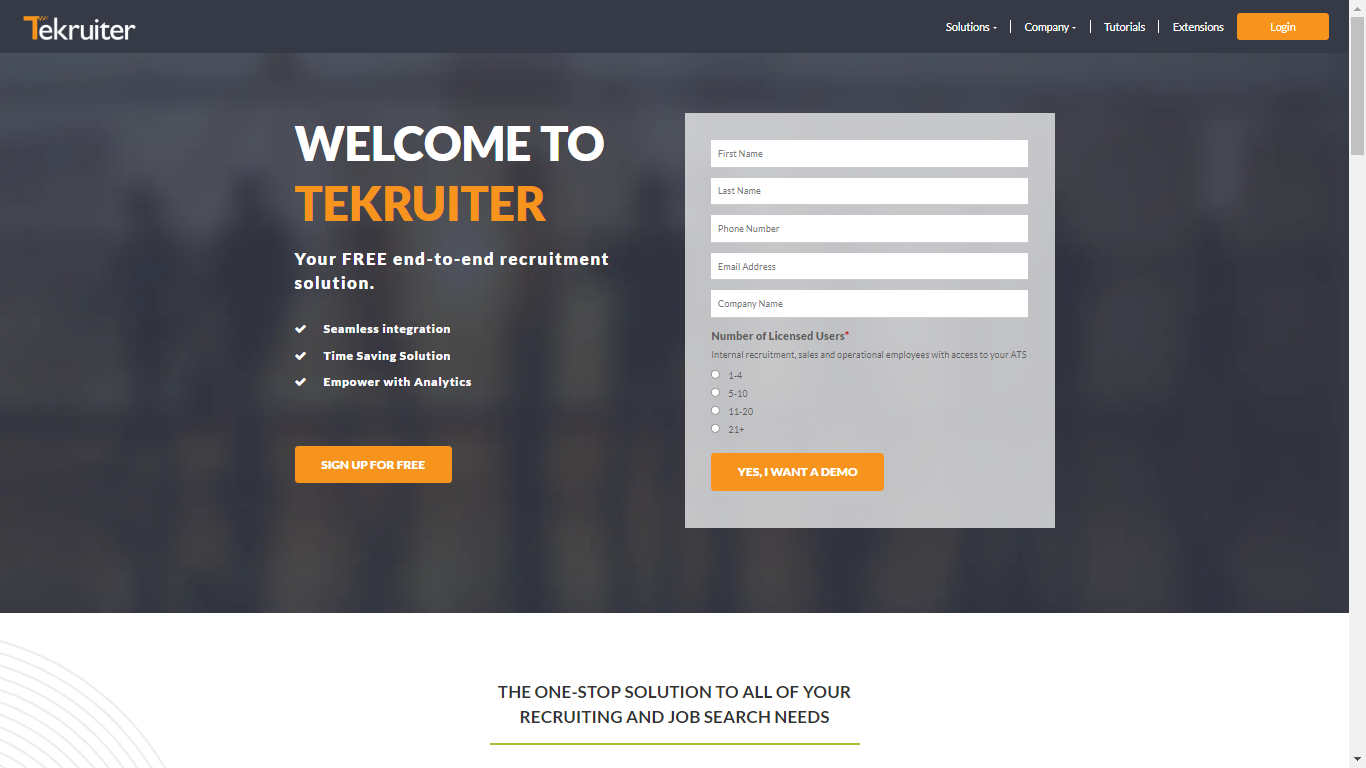 Tekruiter
Solutions
Company
Tutorials
Extensions
Login
WELCOME TO
TEKRUITER
Your FREE end-to-end recruitment
solution.
Seamless integration
Time Saving Solution
Empower with Analytics
SIGN UP FOR FREE
First Name
Last Name
Phone Number
Email Address
Company Name
Number of Licensed Users*
Internal recruitment, sales and operational employees with access to your ATS
1-4
5-10
11-20
21+
YES, I WANT A DEMO
THE ONE-STOP SOLUTION TO ALL OF YOUR
RECRUITING AND JOB SEARCH NEEDS